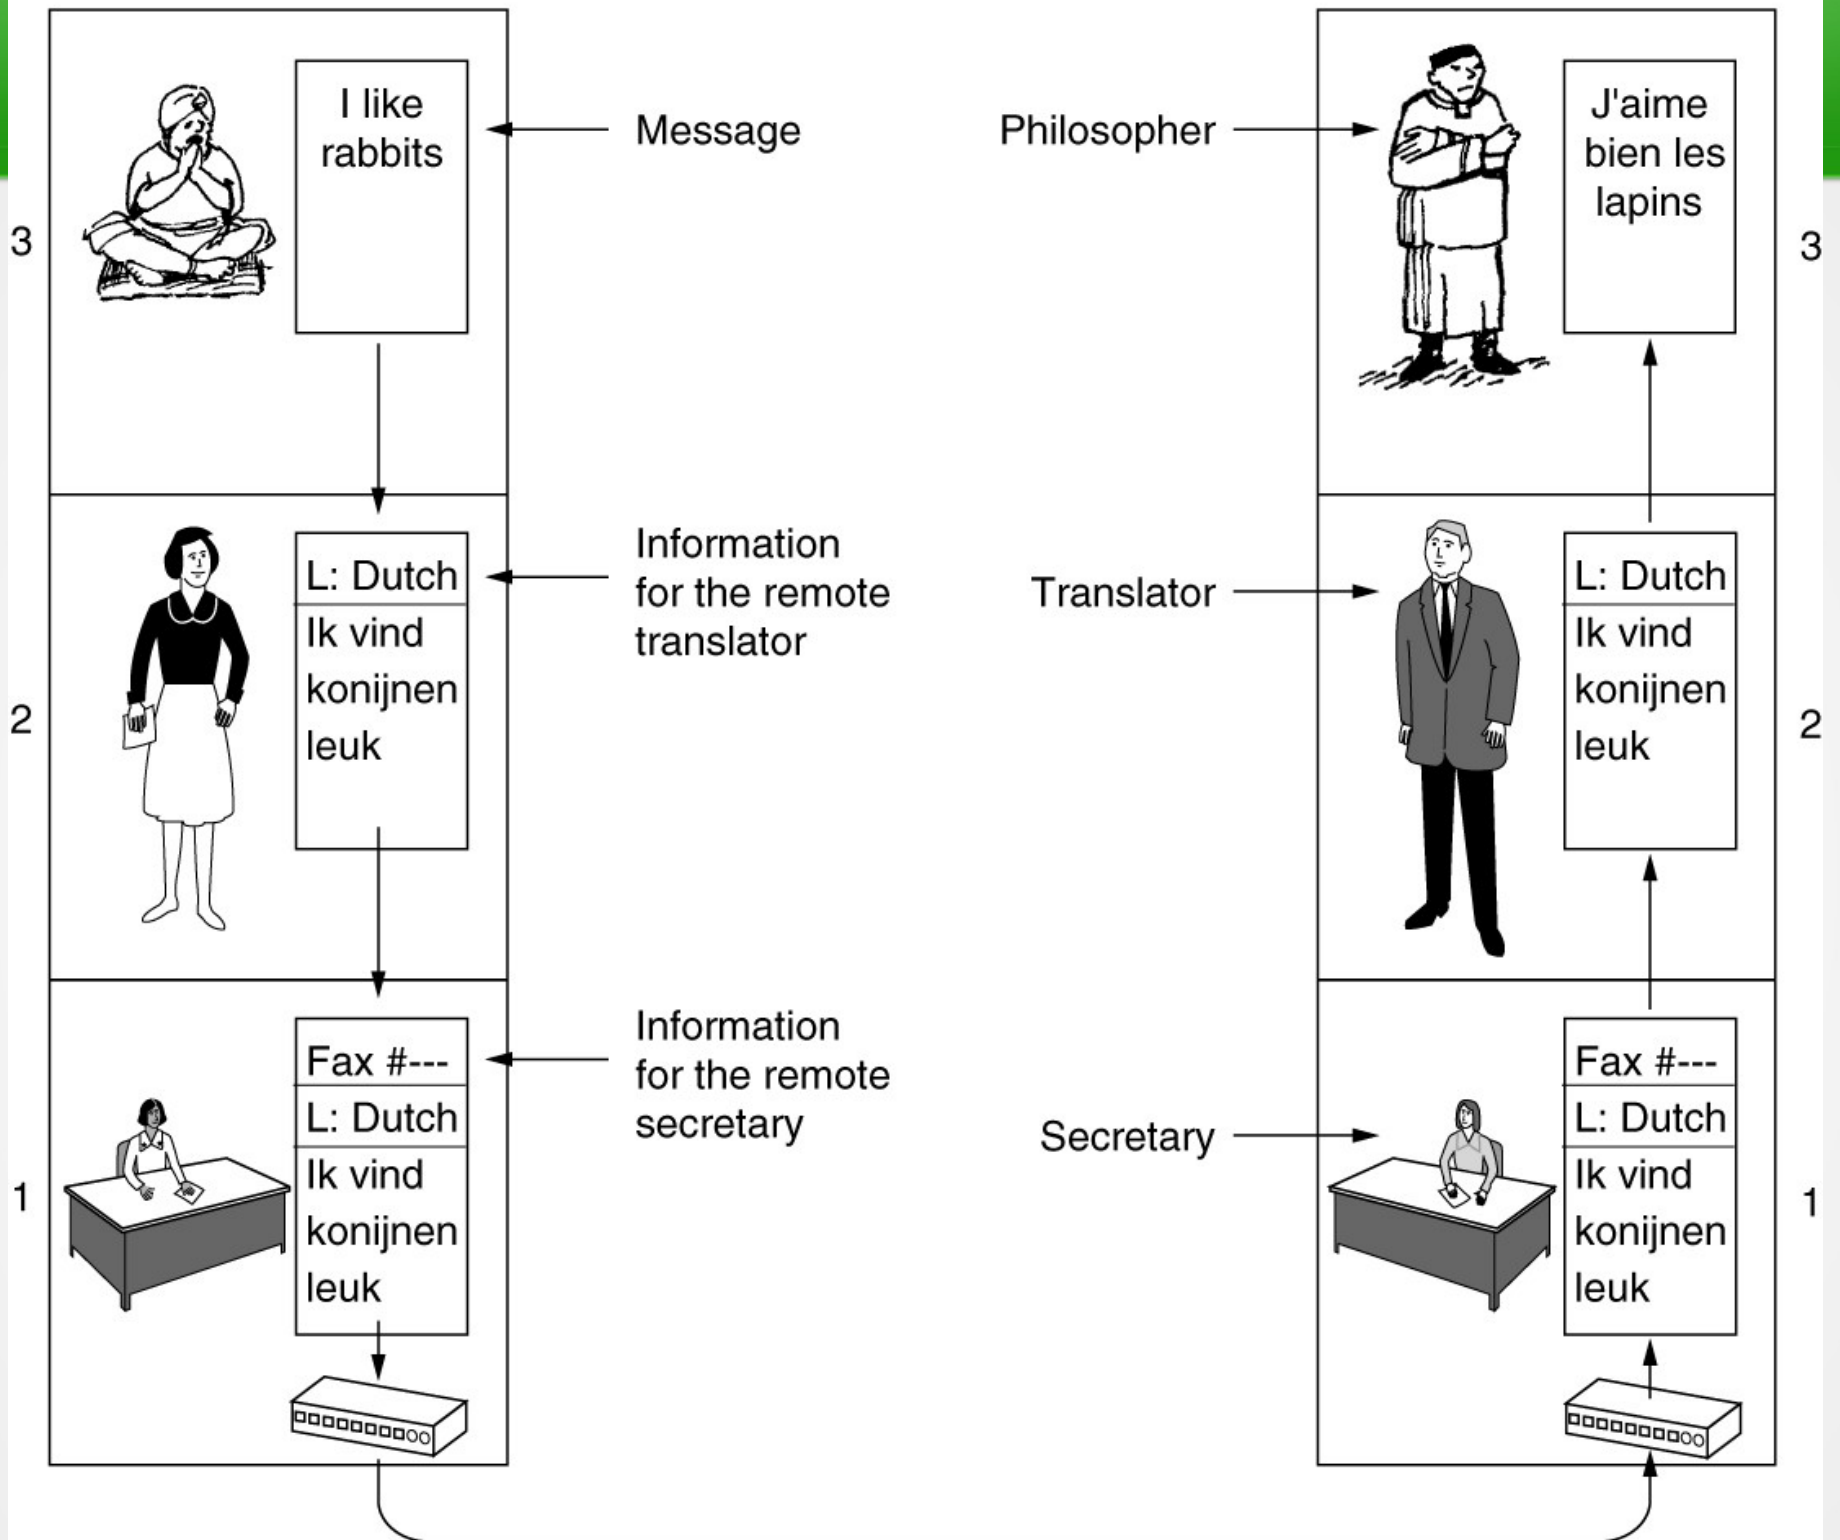 3
I like
rabbits
Message
Philosopher
J'aime
bien les
lapins
3
2
L: Dutch
Ik vind
konijnen
leuk
Information
for the remote
translator
Translator
L: Dutch
Ik vind
konijnen
leuk
2
1
Fax #---
L: Dutch
Ik vind
konijnen
leuk
Information
for the remote
secretary
Secretary
Fax #---
L: Dutch
Ik vind
konijnen
leuk
1